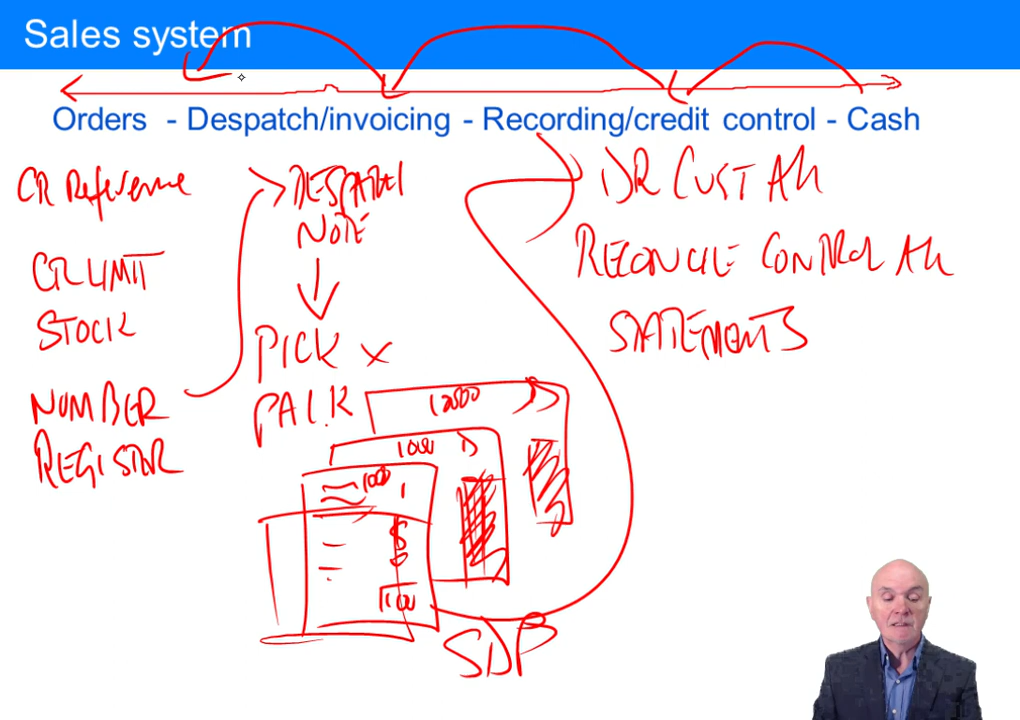 Sales system
Orders - Despatch/invoicing - Recording/credit control - Cash
CR Reference
CR LIMIT
STOCK
NUMBER
REGISTER
DESPATCH
NOTE
PICK x
PACK
DR CUST A/c
RECONCILE CONTROL A/c
STATEMENTS
1000
1000
D
D
$
100
SDB